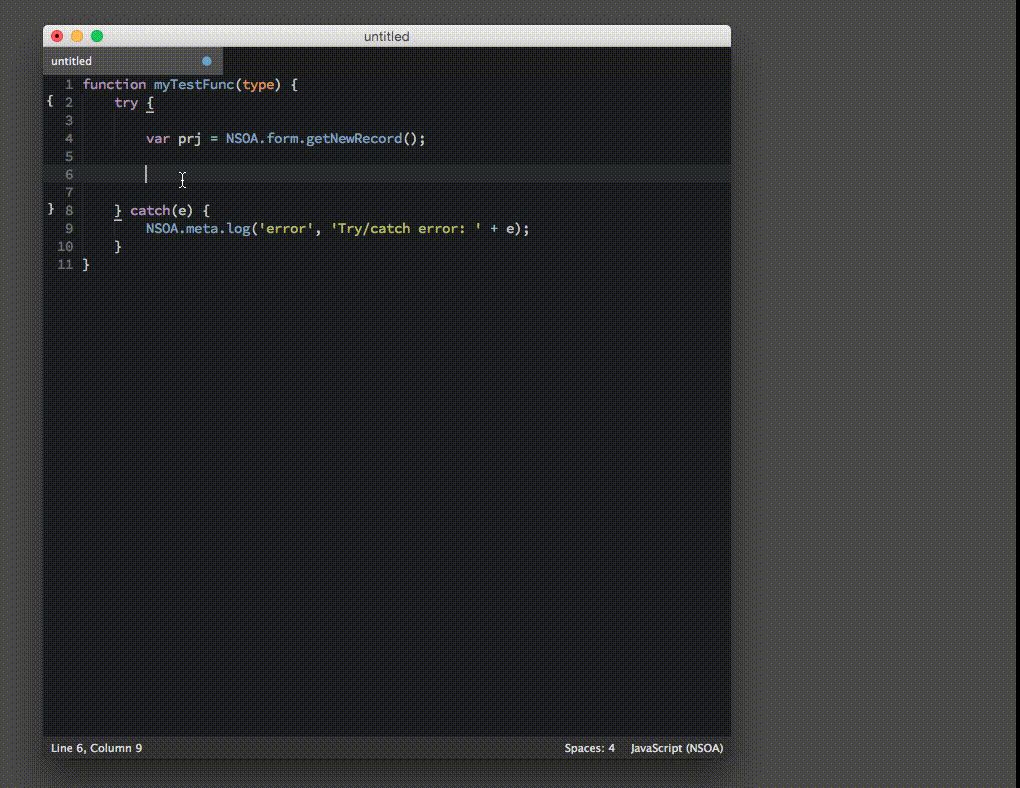 untitled
untitled
1 function myTestFunc(type) {
{ 2     try {
3
4         var prj = NSOA.form.getNewRecord();
5
6
7
} 8     } catch(e) {
9         NSOA.meta.log('error', 'Try/catch error: ' + e);
10     }
11 }
Line 6, Column 9 Spaces: 4 JavaScript (NSOA)